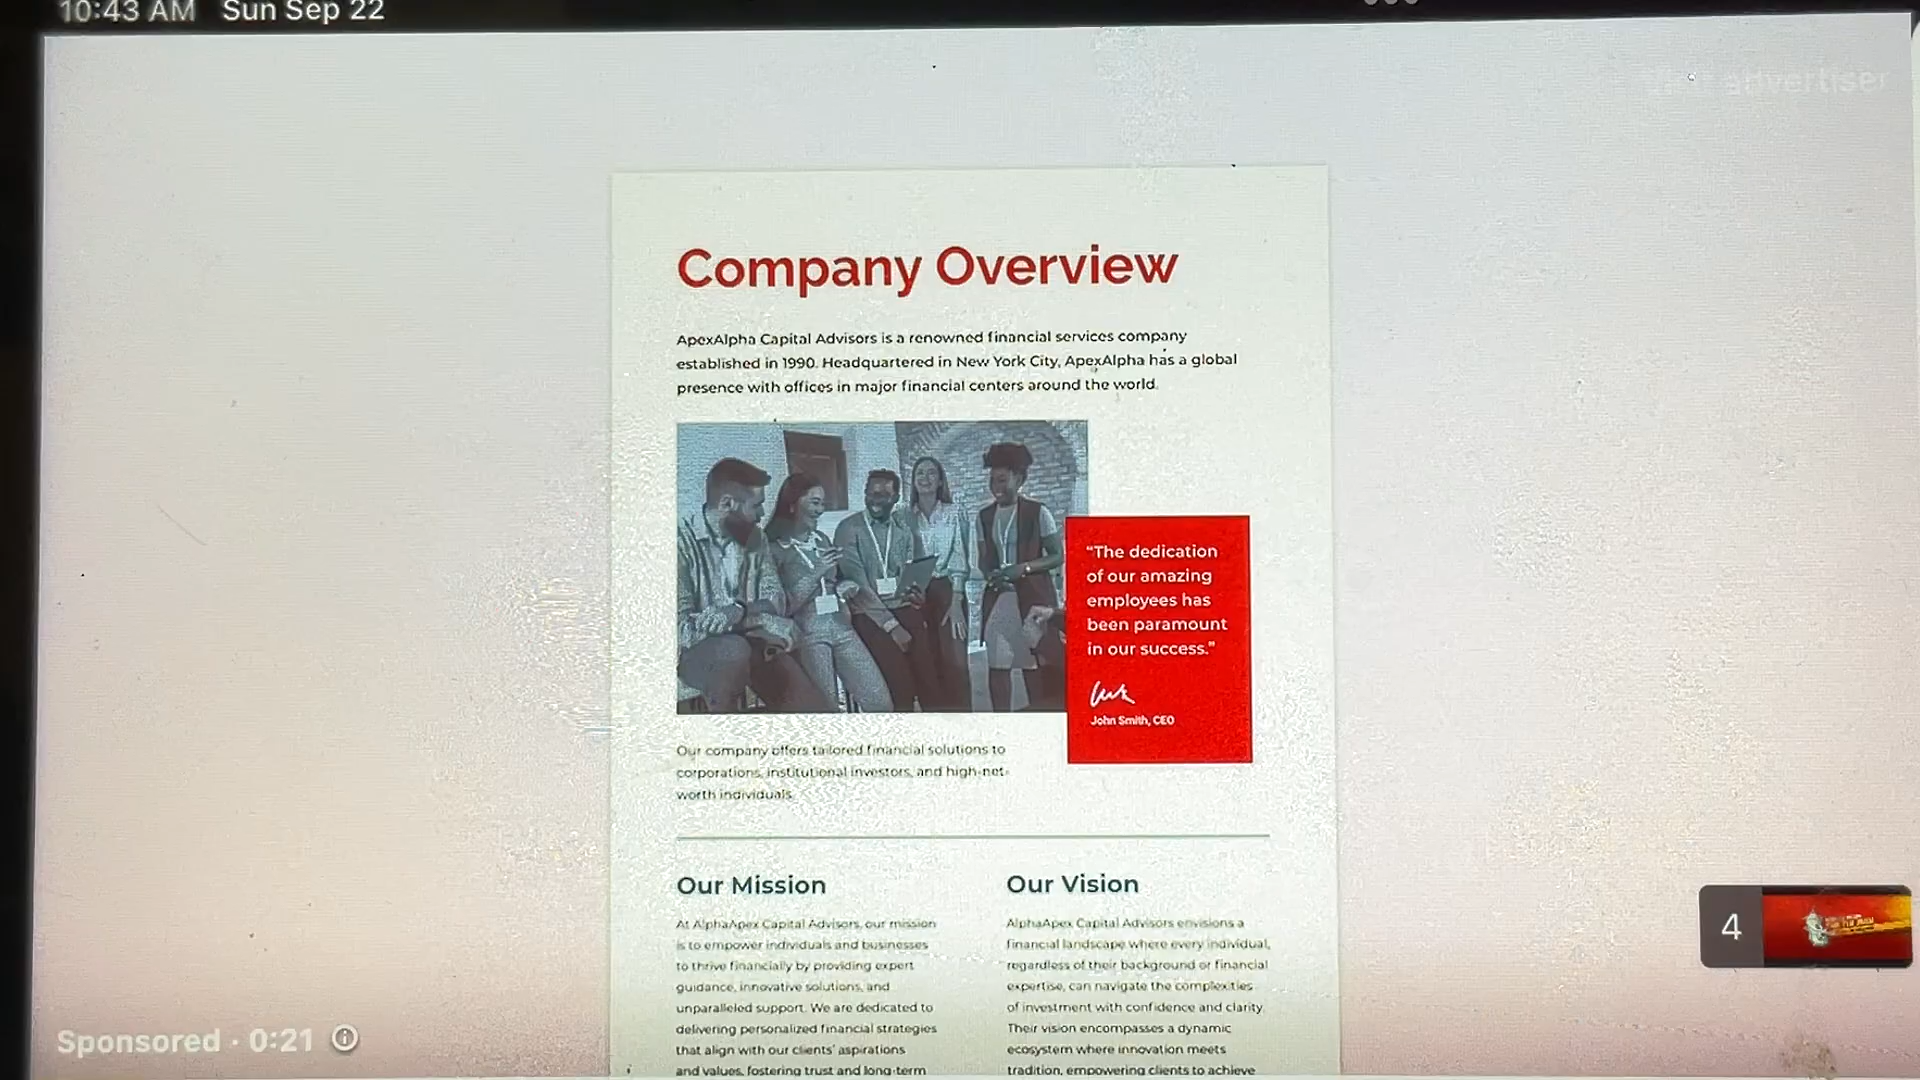 10:43 AM Sun Sep 22
advertiser
Company Overview
ApexAlpha Capital Advisors is a renowned financial services company
established in 1990. Headquartered in New York City, ApexAlpha has a global
presence with offices in major financial centers around the world.
"The dedication
of our amazing
employees has
been paramount
in our success."
John Smith, CEO
Our company offers tailored financial solutions to
corporations, institutional investors, and high-net-
worth individuals.
Our Mission
At AlphaApex Capital Advisors, our mission
is to empower individuals and businesses
to thrive financially by providing expert
guidance, innovative solutions, and
unparalleled support. We are dedicated to
delivering personalized financial strategies
that align with our clients' aspirations
and values, fostering trust and long-term
Our Vision
AlphaApex Capital Advisors envisions a
financial landscape where every individual,
regardless of their background or financial
expertise, can navigate the complexities
of investment with confidence and clarity.
Their vision encompasses a dynamic
ecosystem where innovation meets
tradition, empowering clients to achieve
4
Sponsored · 0:21